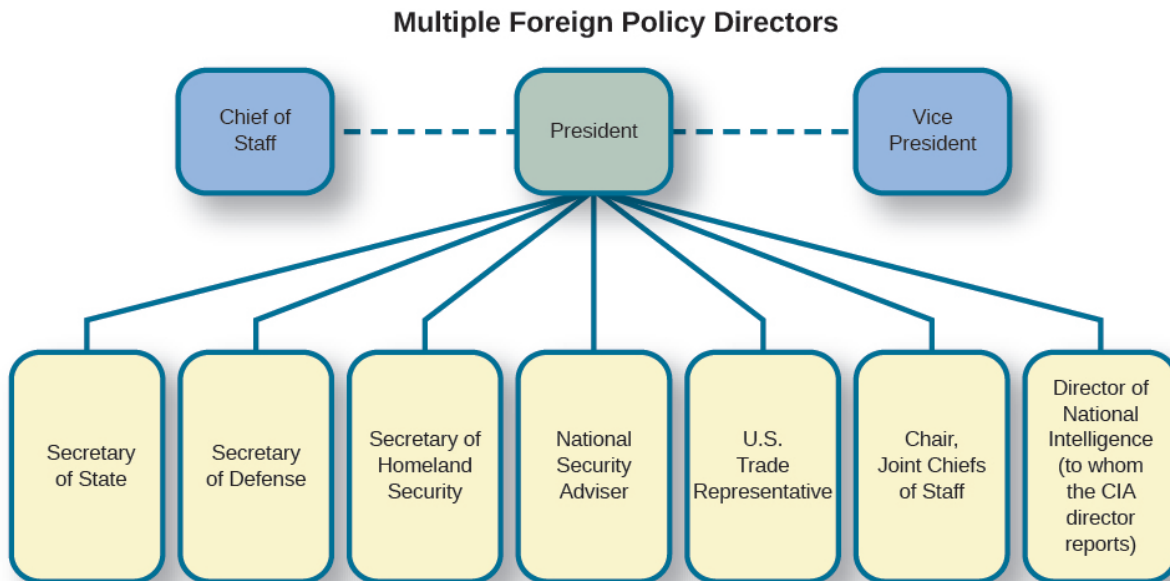 Multiple Foreign Policy Directors
Chief of
Staff
President
Vice
President
Secretary
of State
Secretary
of Defense
Secretary of
Homeland
Security
National
Security
Adviser
U.S.
Trade
Representative
Chair,
Joint Chiefs
of Staff
Director of
National
Intelligence
(to whom
the CIA
director
reports)